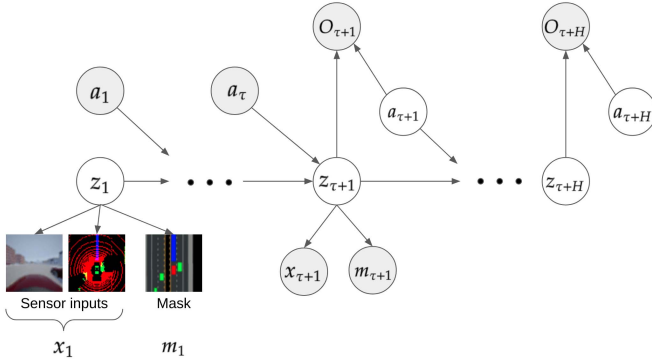 O_{τ+1} O_{τ+H}
a_1 a_τ a_{τ+1} a_{τ+H}
z_1 • • • z_{τ+1} • • • z_{τ+H}
x_{τ+1} m_{τ+1}
Sensor inputs Mask
x_1 m_1